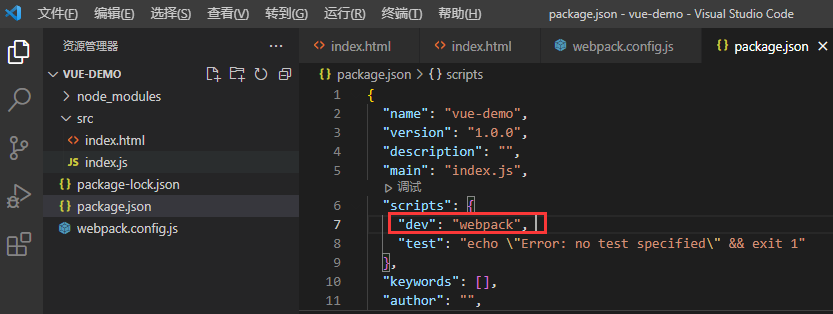 文件(F) 编辑(E) 选择(S) 查看(V) 转到(G) 运行(R) 终端(T) 帮助(H) package.json - vue-demo - Visual Studio Code
资源管理器 ···
VUE-DEMO
node_modules
src
index.html
JS index.js
{} package-lock.json
{} package.json
webpack.config.js
index.html index.html webpack.config.js {} package.json
{} package.json > {} scripts
1 {
2 "name": "vue-demo",
3 "version": "1.0.0",
4 "description": "",
5 "main": "index.js",
调试
6 "scripts": {
7 "dev": "webpack",
8 "test": "echo \"Error: no test specified\" && exit 1"
9 },
10 "keywords": [],
11 "author": "",